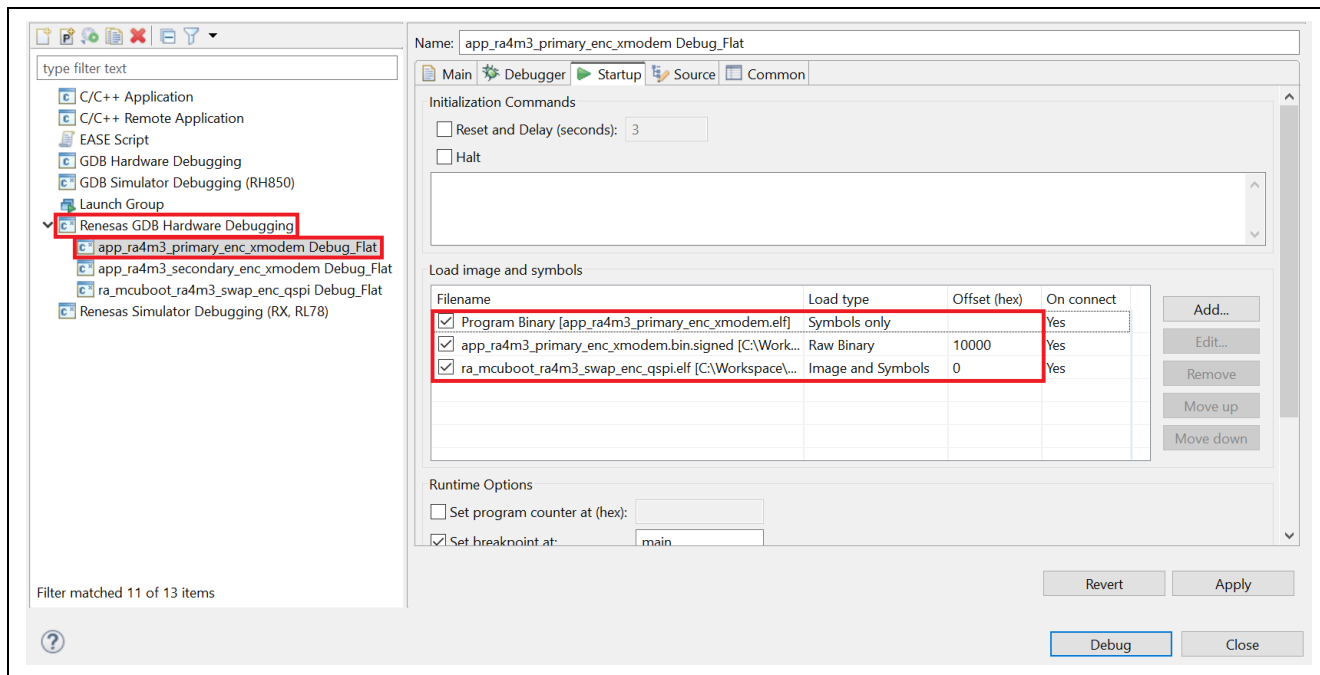 type filter text
C/C++ Application
C/C++ Remote Application
EASE Script
GDB Hardware Debugging
GDB Simulator Debugging (RH850)
Launch Group
Renesas GDB Hardware Debugging
app_ra4m3_primary_enc_xmodem Debug_Flat
app_ra4m3_secondary_enc_xmodem Debug_Flat
ra_mcuboot_ra4m3_swap_enc_qspi Debug_Flat
Renesas Simulator Debugging (RX, RL78)
Filter matched 11 of 13 items
Name: app_ra4m3_primary_enc_xmodem Debug_Flat
Main Debugger Startup Source Common
Initialization Commands
Reset and Delay (seconds): 3
Halt
Load image and symbols
Filename Load type Offset (hex) On connect
Program Binary [app_ra4m3_primary_enc_xmodem.elf] Symbols only Yes
app_ra4m3_primary_enc_xmodem.bin.signed [C:\Work... Raw Binary 10000 Yes
ra_mcuboot_ra4m3_swap_enc_qspi.elf [C:\Workspace\... Image and Symbols 0 Yes
Add...
Edit...
Remove
Move up
Move down
Runtime Options
Set program counter at (hex):
Set breakpoint at: main
Revert Apply
Debug Close